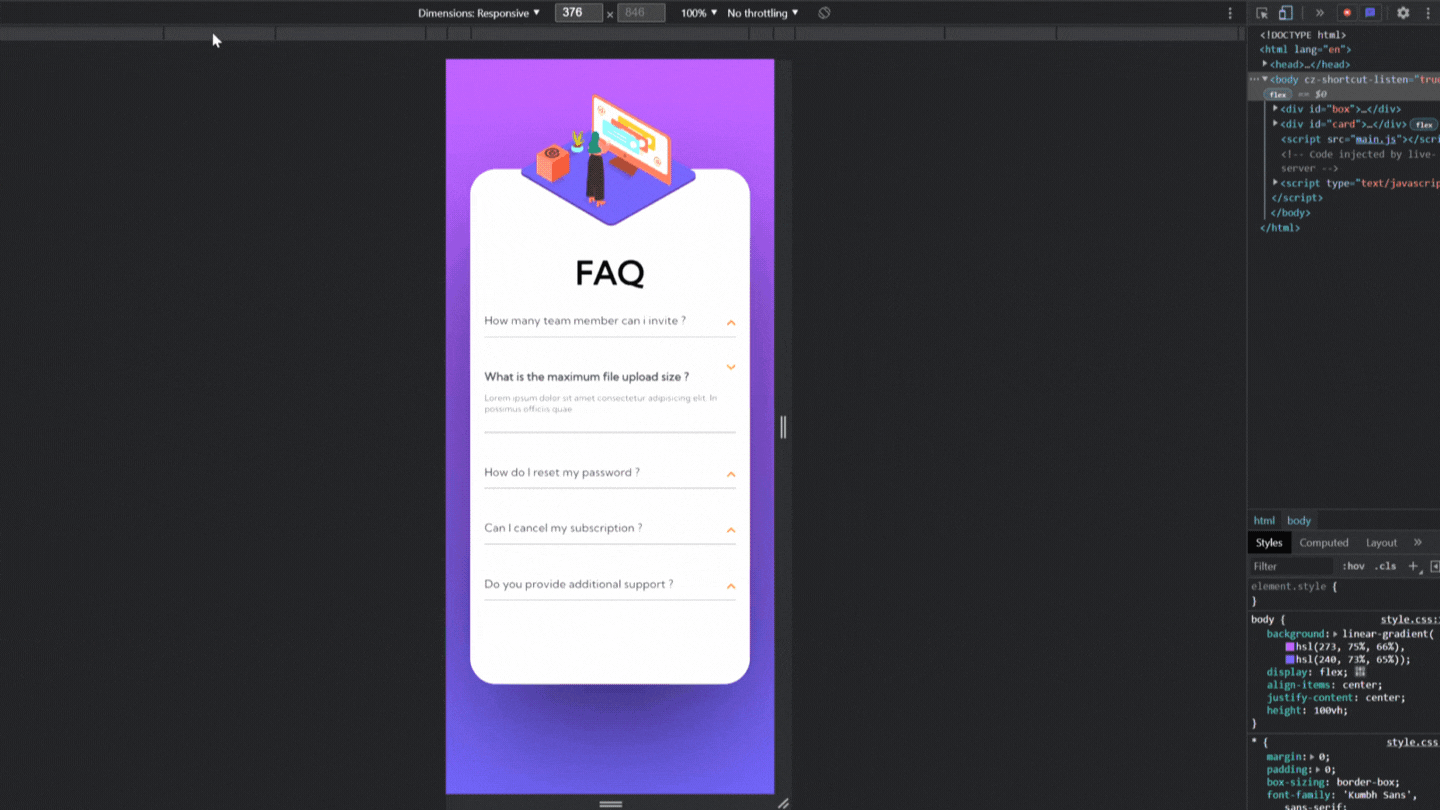 Dimensions: Responsive ▼ 376 × 846 100% ▼ No throttling ▼
<!DOCTYPE html>
<html lang="en">
<head>…</head>
<body cz-shortcut-listen="true
flex == $0
<div id="box">…</div>
<div id="card">…</div> flex
<script src="main.js"></scri
<!-- Code injected by live-
server -->
<script type="text/javascrip
</script>
</body>
</html>
FAQ
How many team member can i invite ?
What is the maximum file upload size ?
Lorem ipsum dolor sit amet consectetur adipisicing elit. In
possimus officiis quae
How do I reset my password ?
Can I cancel my subscription ?
Do you provide additional support ?
html body
Styles Computed Layout »
Filter :hov .cls +
element.style {
}
body { style.css:
background: linear-gradient(
hsl(273, 75%, 66%),
hsl(240, 73%, 65%));
display: flex;
align-items: center;
justify-content: center;
height: 100vh;
}
* { style.css
margin: 0;
padding: 0;
box-sizing: border-box;
font-family: 'Kumbh Sans',
sans-serif;